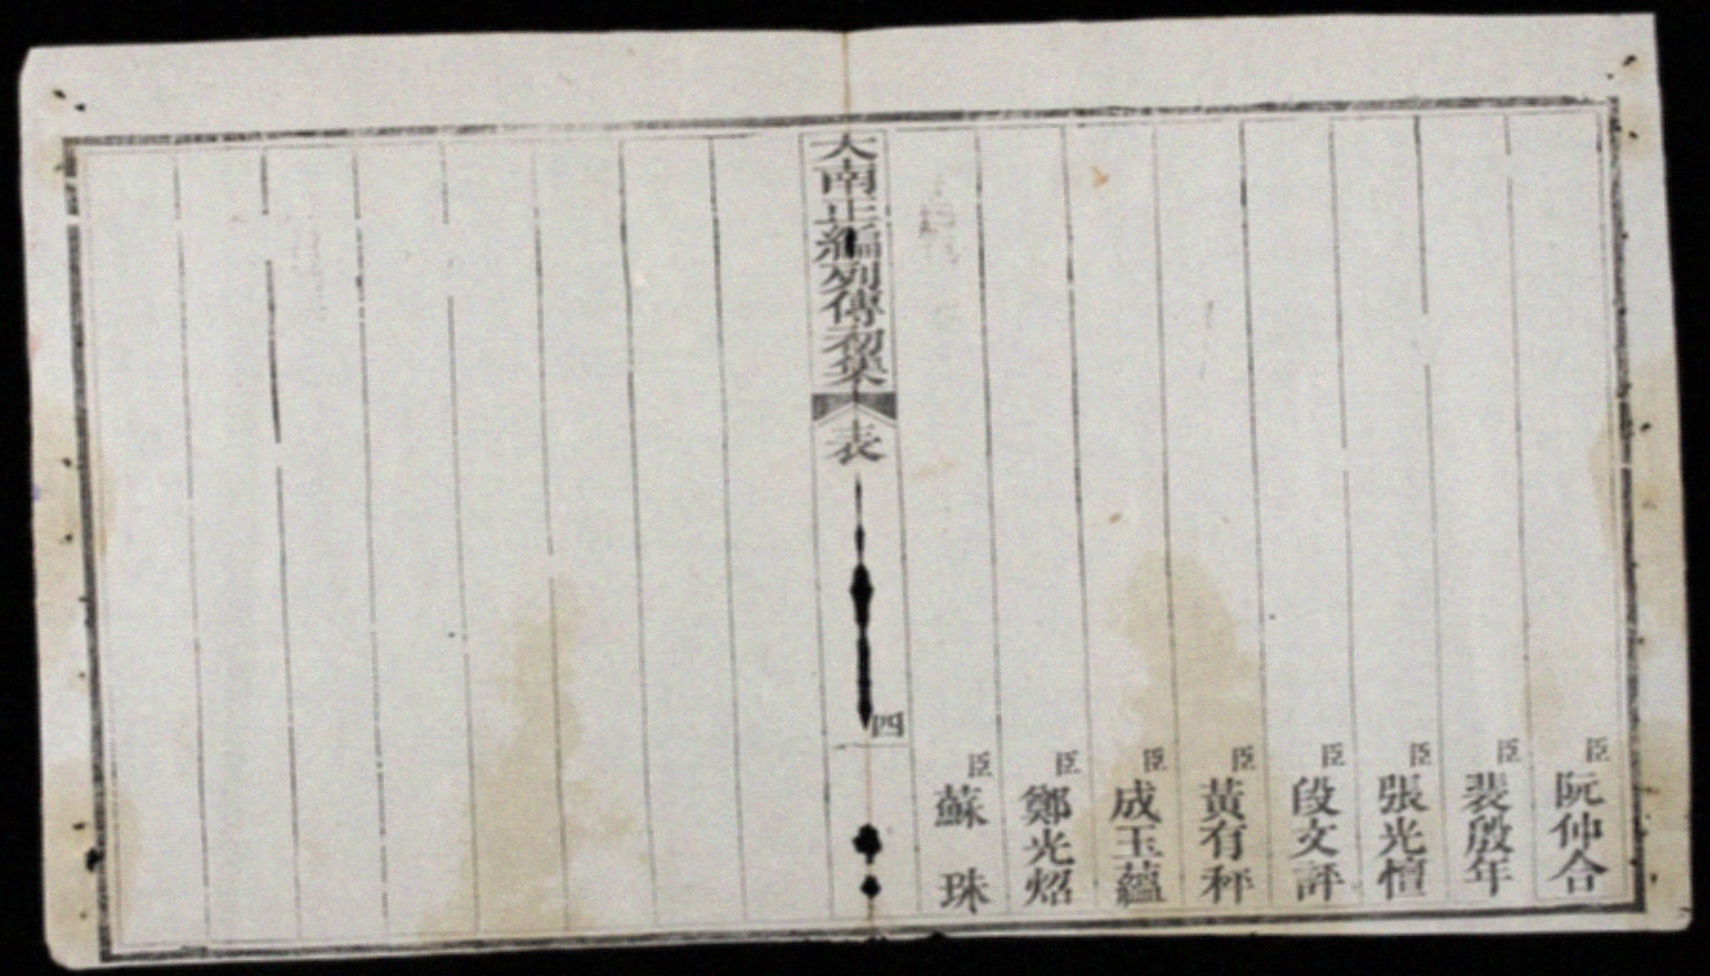 臣阮仲合
臣裴殷年
臣張光憻
臣段文評
臣黃有秤
臣成玉蘊
臣鄭光炤
臣蘇珠
大南正編列傳初集
表
四